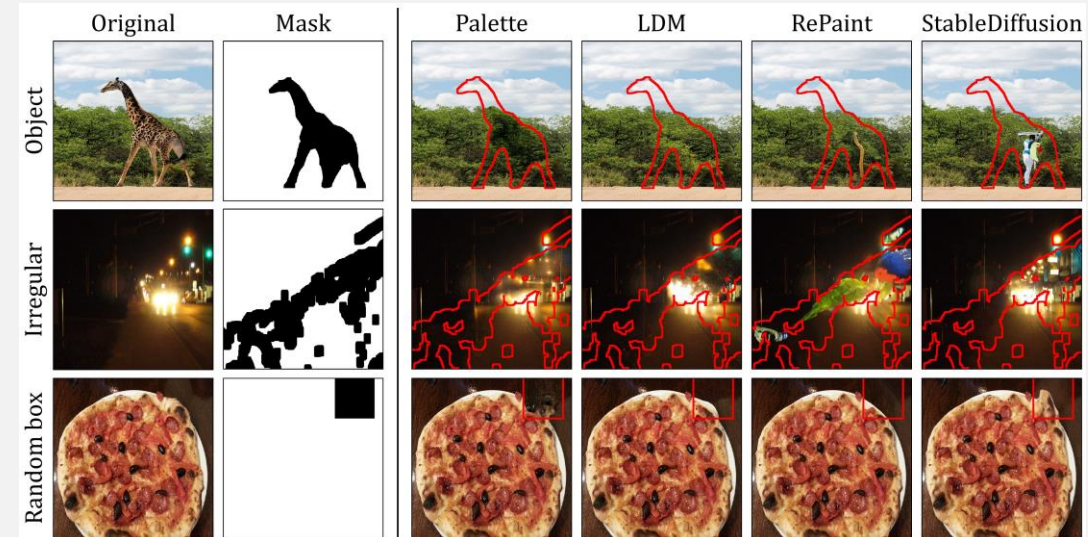 Original Mask Palette LDM RePaint StableDiffusion
Object
Irregular
Random box